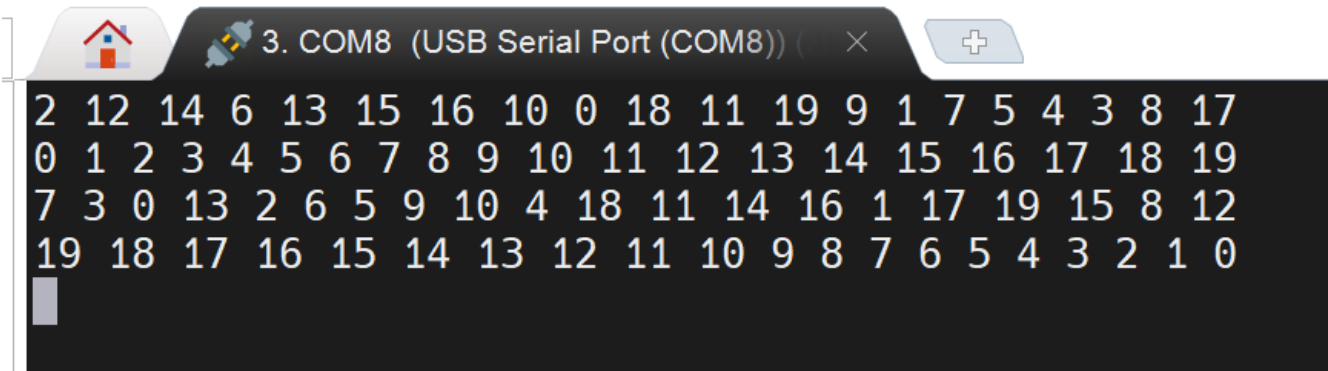 3. COM8 (USB Serial Port (COM8)) (
2 12 14 6 13 15 16 10 0 18 11 19 9 1 7 5 4 3 8 17
0 1 2 3 4 5 6 7 8 9 10 11 12 13 14 15 16 17 18 19
7 3 0 13 2 6 5 9 10 4 18 11 14 16 1 17 19 15 8 12
19 18 17 16 15 14 13 12 11 10 9 8 7 6 5 4 3 2 1 0